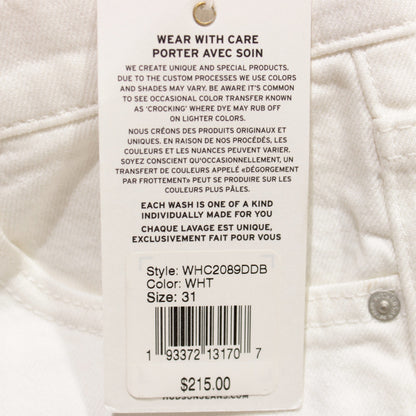 WEAR WITH CARE
PORTER AVEC SOIN
WE CREATE UNIQUE AND SPECIAL PRODUCTS.
DUE TO THE CUSTOM PROCESSES WE USE COLORS
AND SHADES MAY VARY. BE AWARE IT'S COMMON
TO SEE OCCASIONAL COLOR TRANSFER KNOWN
AS 'CROCKING' WHERE DYE MAY RUB OFF
ON LIGHTER COLORS.
NOUS CRÉONS DES PRODUITS ORIGINAUX ET
UNIQUES. EN RAISON DE NOS PROCÉDÉS, LES
COULEURS ET LES NUANCES PEUVENT VARIER.
SOYEZ CONSCIENT QU'OCCASIONNELLEMENT, UN
TRANSFERT DE COULEURS APPELÉ «DÉGORGEMENT
PAR FROTTEMENT» PEUT SE PRODUIRE SUR LES
COULEURS PLUS PÂLES.
EACH WASH IS ONE OF A KIND
INDIVIDUALLY MADE FOR YOU
CHAQUE LAVAGE EST UNIQUE,
EXCLUSIVEMENT FAIT POUR VOUS
Style: WHC2089DDB
Color: WHT
Size: 31
1 93372 13170 7
$215.00
HUDSONJEANS.COM